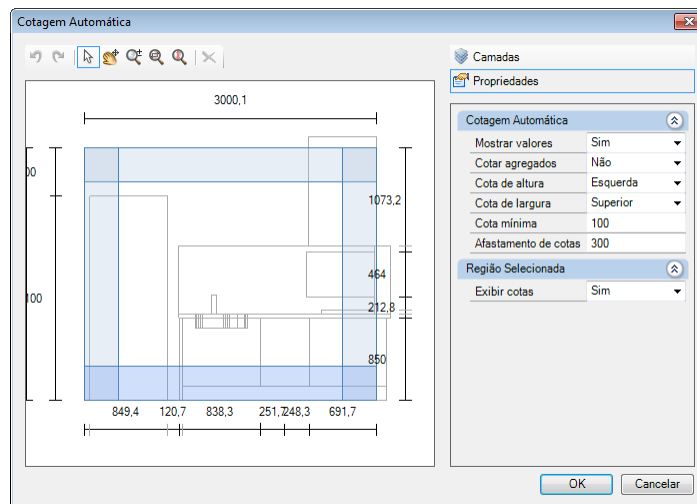 Cotagem Automática
Camadas
Propriedades
3000,1
00
1073,2
464
212,8
100
850
849,4 120,7 838,3 251,7 248,3 691,7
Cotagem Automática
Mostrar valores Sim
Cotar agregados Não
Cota de altura Esquerda
Cota de largura Superior
Cota mínima 100
Afastamento de cotas 300
Região Selecionada
Exibir cotas Sim
OK Cancelar